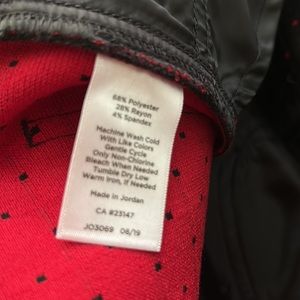 68% Polyester
28% Rayon
4% Spandex
Machine Wash Cold
With Like Colors
Gentle Cycle
Only Non-Chlorine
Bleach When Needed
Tumble Dry Low
Warm Iron, If Needed
Made in Jordan
CA #23147
JO3069 08/19